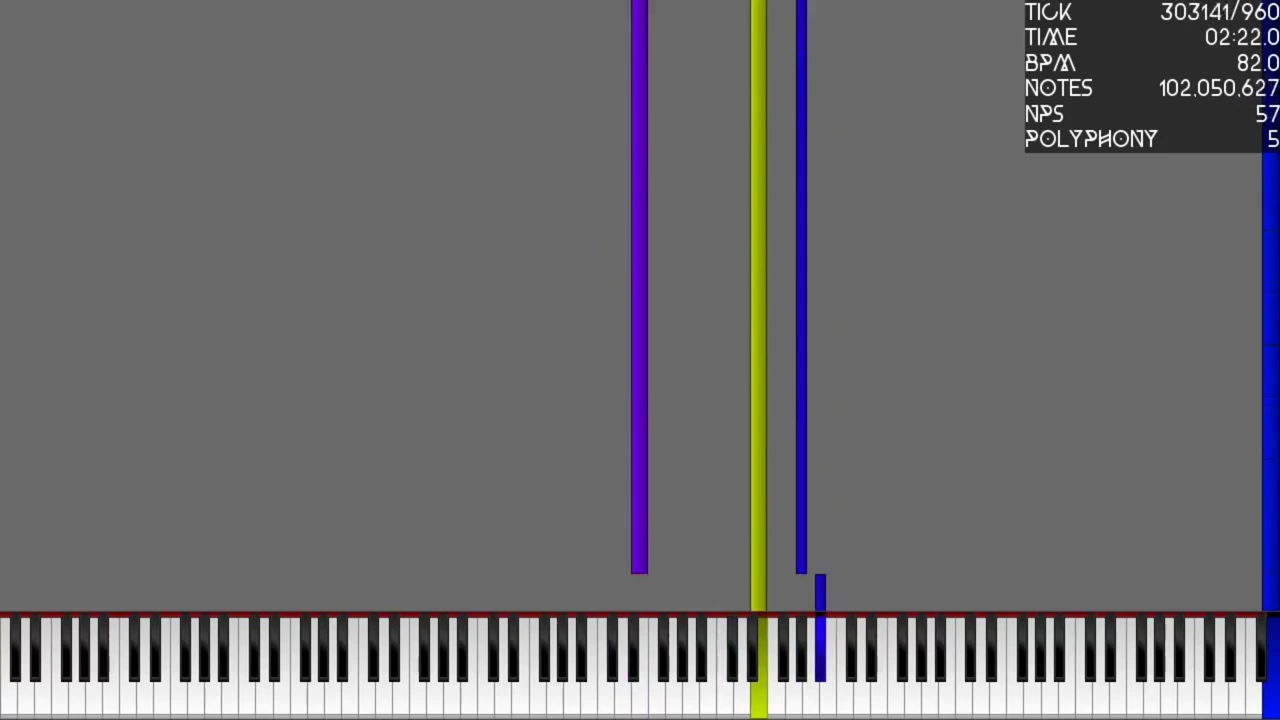 TICK 303141/960
TIME 02:22.0
BPM 82.0
NOTES 102,050,627
NPS 57
POLYPHONY 5